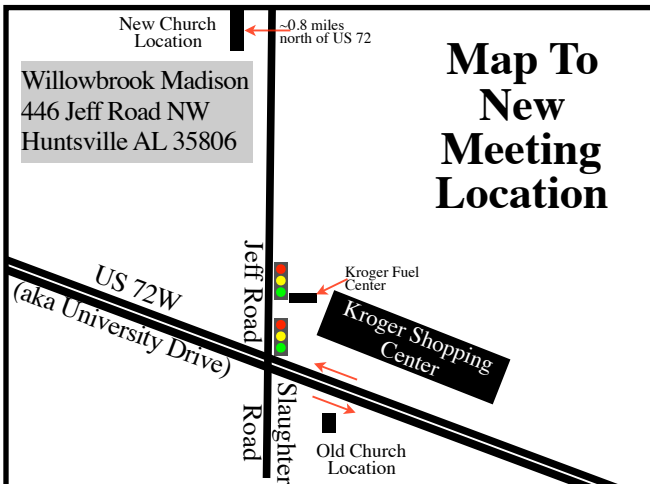 New Church
Location
~0.8 miles
north of US 72
Map To
New
Meeting
Location
Willowbrook Madison
446 Jeff Road NW
Huntsville AL 35806
Jeff Road
Kroger Fuel
Center
US 72W
(aka University Drive)
Kroger Shopping
Center
Slaughter
Road
Old Church
Location